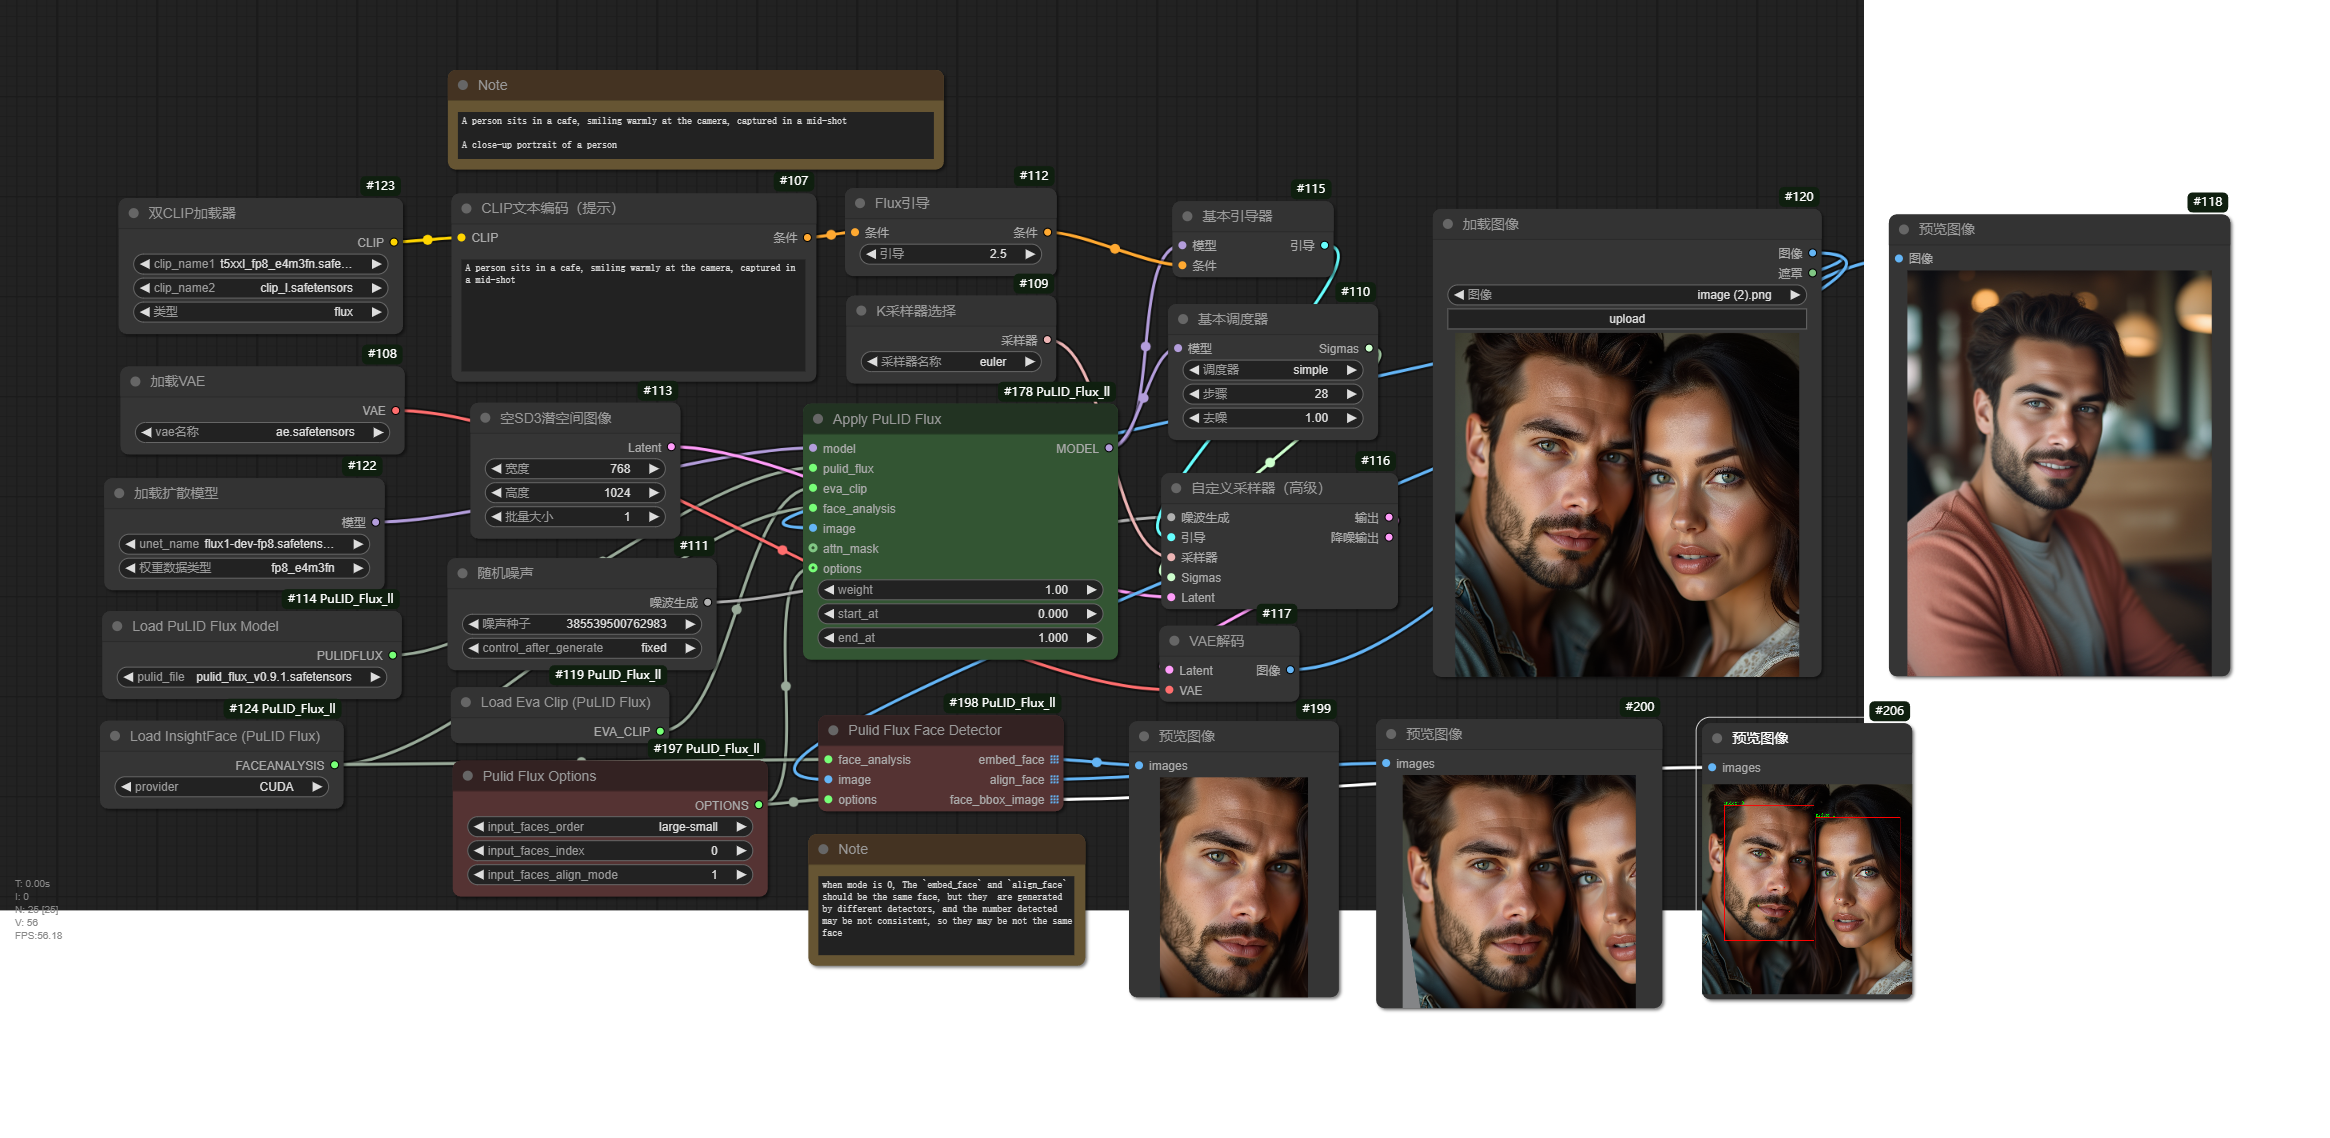 Note
A person sits in a cafe, smiling warmly at the camera, captured in a mid-shot
A close-up portrait of a person
#123
双CLIP加载器
CLIP
clip_name1 t5xxl_fp8_e4m3fn.safe...
clip_name2 clip_l.safetensors
类型 flux
#107
CLIP文本编码（提示）
CLIP 条件
A person sits in a cafe, smiling warmly at the camera, captured in
a mid-shot
#112
Flux引导
条件 条件
引导 2.5
#109
K采样器选择
采样器
采样器名称 euler
#115
基本引导器
模型 引导
条件
#110
基本调度器
模型 Sigmas
调度器 simple
步骤 28
去噪 1.00
#120
加载图像
图像
遮罩
图像 image (2).png
upload
#118
预览图像
图像
#108
加载VAE
VAE
vae名称 ae.safetensors
#113
空SD3潜空间图像
Latent
宽度 768
高度 1024
批量大小 1
#178 PuLID_Flux_ll
Apply PuLID Flux
model MODEL
pulid_flux
eva_clip
face_analysis
image
attn_mask
options
weight 1.00
start_at 0.000
end_at 1.000
#116
自定义采样器（高级）
噪波生成 输出
引导 降噪输出
采样器
Sigmas
Latent
#122
加载扩散模型
模型
unet_name flux1-dev-fp8.safetens...
权重数据类型 fp8_e4m3fn
#111
随机噪声
噪波生成
噪声种子 385539500762983
control_after_generate fixed
#117
VAE解码
Latent 图像
VAE
#114 PuLID_Flux_ll
Load PuLID Flux Model
PULIDFLUX
pulid_file pulid_flux_v0.9.1.safetensors
#119 PuLID_Flux_ll
Load Eva Clip (PuLID Flux)
EVA_CLIP
#124 PuLID_Flux_ll
Load InsightFace (PuLID Flux)
FACEANALYSIS
provider CUDA
#197 PuLID_Flux_ll
Pulid Flux Options
OPTIONS
input_faces_order large-small
input_faces_index 0
input_faces_align_mode 1
#198 PuLID_Flux_ll
Pulid Flux Face Detector
face_analysis embed_face
image align_face
options face_bbox_image
#199
预览图像
images
#200
预览图像
images
#206
预览图像
images
Note
when mode is 0, The `embed_face` and `align_face`
should be the same face, but they  are generated
by different detectors, and the number detected
may be not consistent, so they may be not the same
face
T: 0.00s
I: 0
N: 25 [25]
V: 56
FPS:56.18